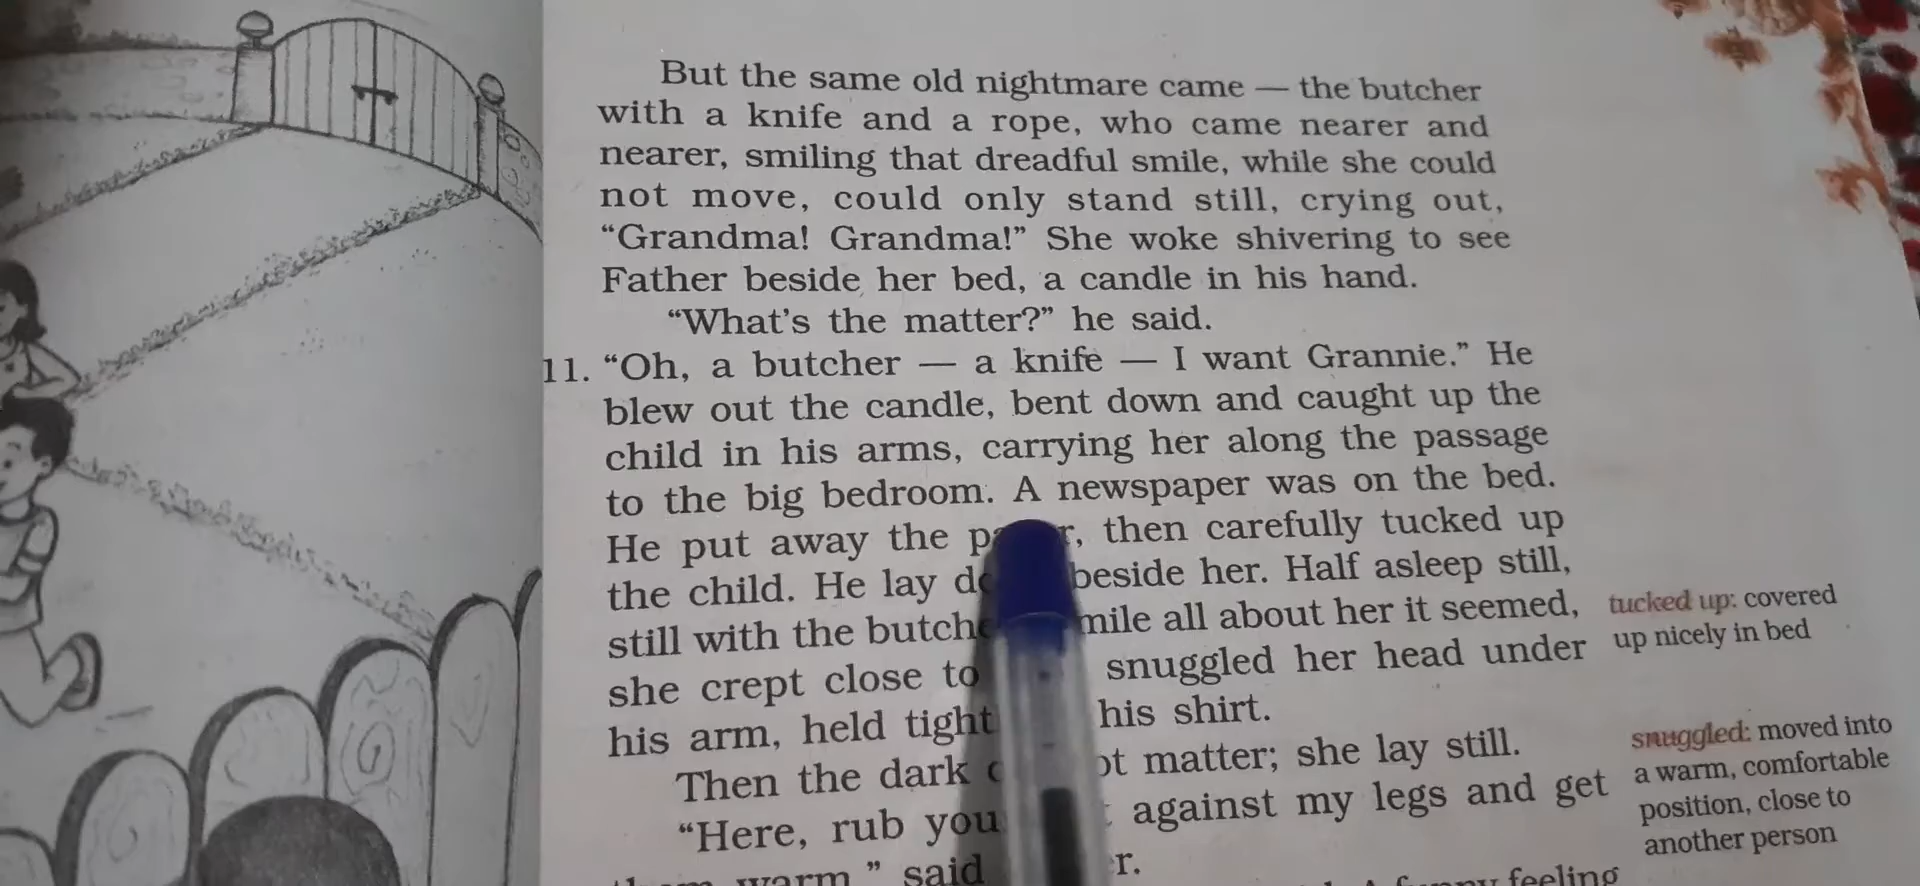 But the same old nightmare came — the butcher
with a knife and a rope, who came nearer and
nearer, smiling that dreadful smile, while she could
not move, could only stand still, crying out,
“Grandma! Grandma!” She woke shivering to see
Father beside her bed, a candle in his hand.
“What’s the matter?” he said.
11. “Oh, a butcher — a knife — I want Grannie.” He
blew out the candle, bent down and caught up the
child in his arms, carrying her along the passage
to the big bedroom. A newspaper was on the bed.
He put away the, then carefully tucked up
the child. He lay beside her. Half asleep still,
still with the all about her it seemed,
she crept close to snuggled her head under
his arm, held tight his shirt.
Then the dark matter; she lay still.
“Here, rub against my legs and get
warm,” said
feeling
tucked up: covered
up nicely in bed
snuggled: moved into
a warm, comfortable
position, close to
another person